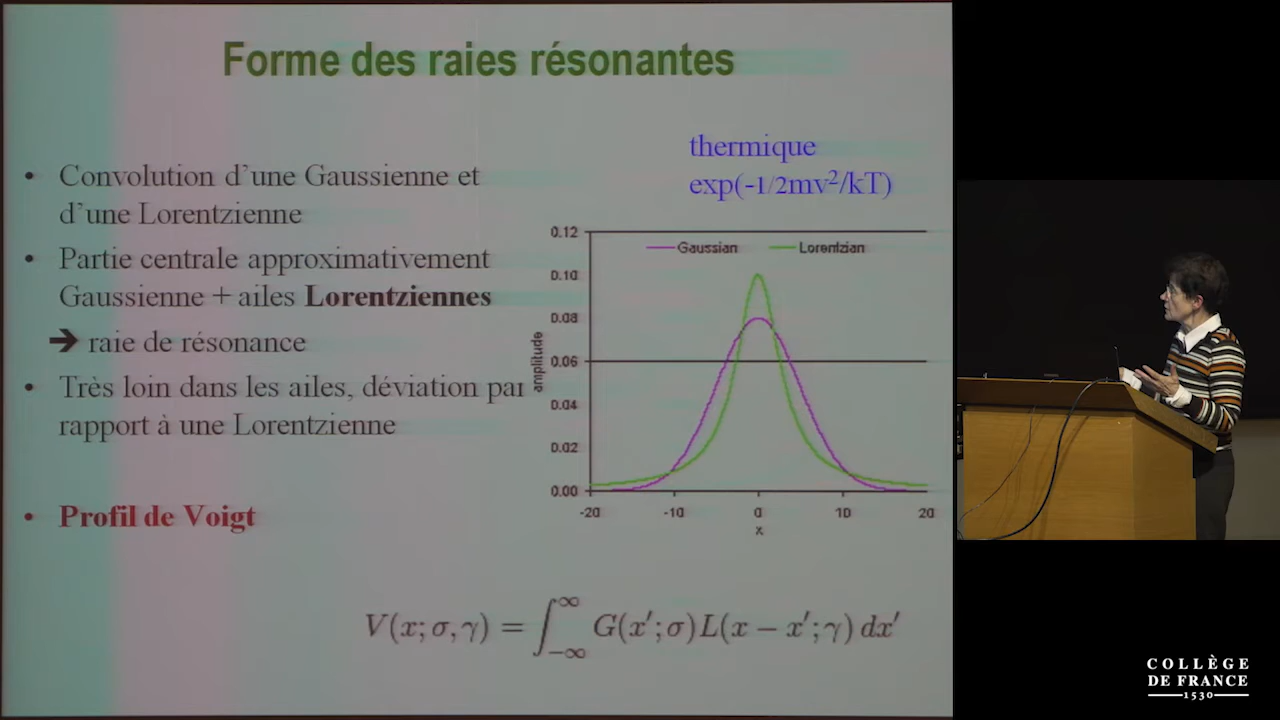 Forme des raies résonantes
• Convolution d'une Gaussienne et
d'une Lorentzienne
• Partie centrale approximativement
Gaussienne + ailes Lorentziennes
➔ raie de résonance
• Très loin dans les ailes, déviation par
rapport à une Lorentzienne
• Profil de Voigt
thermique
exp(-1/2mv²/kT)
Gaussian Lorentzian
0.12
0.10
0.08
0.06
0.04
0.02
0.00
amplitude
-20 -10 0 10 20
x
V(x; σ, γ) = ∫_{-∞}^{∞} G(x′; σ)L(x − x′; γ) dx′
COLLÈGE
DE FRANCE
1530